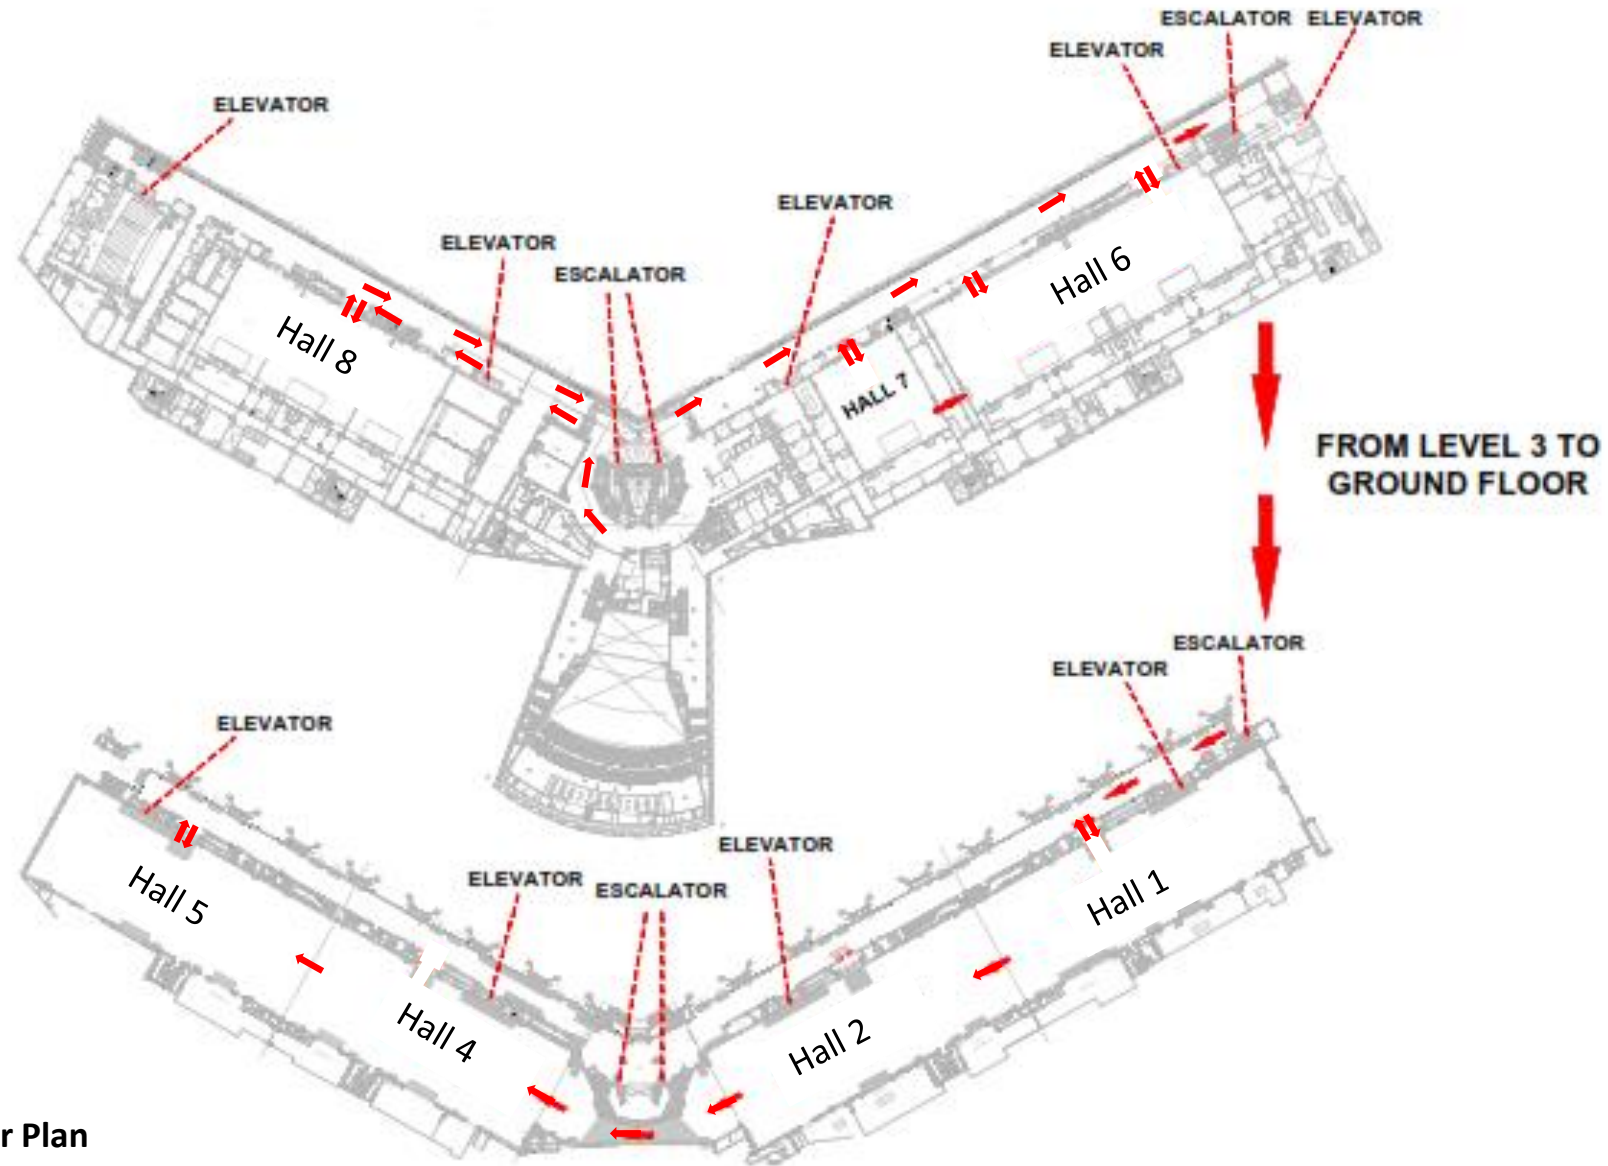 ESCALATOR ELEVATOR
ELEVATOR
ELEVATOR
ELEVATOR
ELEVATOR
ESCALATOR
Hall 6
Hall 8
HALL 7
FROM LEVEL 3 TO
GROUND FLOOR
ESCALATOR
ELEVATOR
ELEVATOR
ELEVATOR
ELEVATOR
ESCALATOR
Hall 5
Hall 1
Hall 4
Hall 2
r Plan